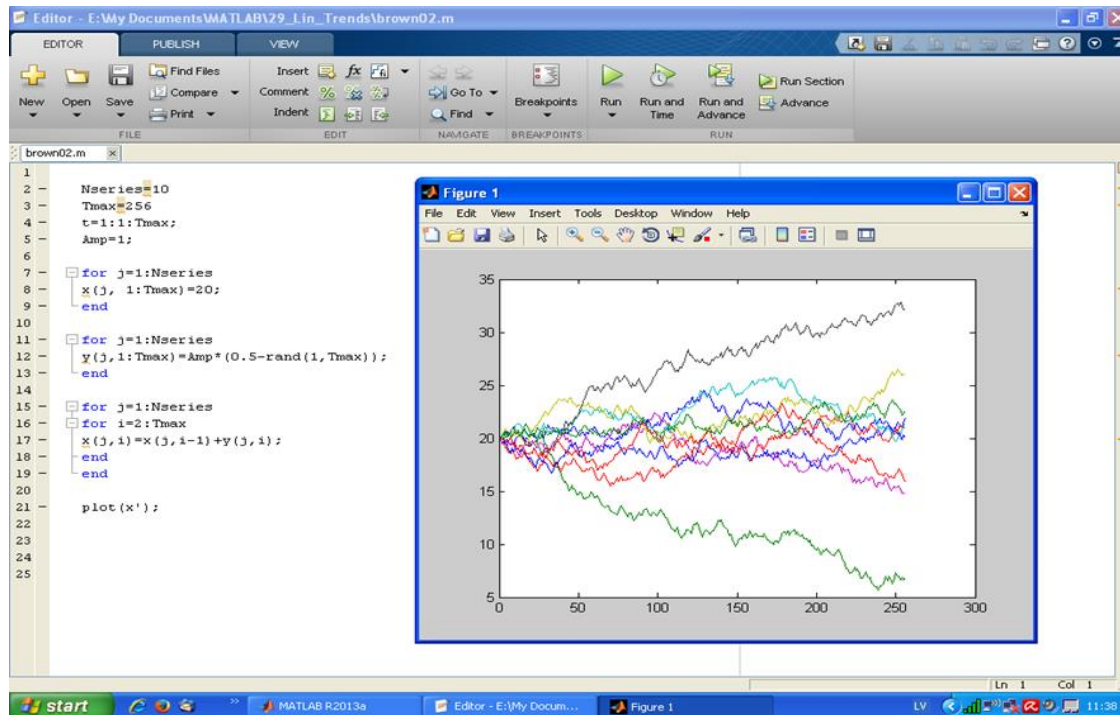 Editor - E:\My Documents\MATLAB\29_Lin_Trends\brown02.m
EDITOR PUBLISH VIEW
New Open Save Find Files Compare Print
FILE
Insert fx
Comment
Indent
EDIT
Go To
Find
NAVIGATE
Breakpoints
BREAKPOINTS
Run Run and Time Run and Advance Run Section Advance
RUN
brown02.m
1
2 - Nseries=10
3 - Tmax=256
4 - t=1:1:Tmax;
5 - Amp=1;
6
7 - for j=1:Nseries
8 - x(j, 1:Tmax)=20;
9 - end
10
11 - for j=1:Nseries
12 - y(j,1:Tmax)=Amp*(0.5-rand(1,Tmax));
13 - end
14
15 - for j=1:Nseries
16 - for i=2:Tmax
17 - x(j,i)=x(j,i-1)+y(j,i);
18 - end
19 - end
20
21 - plot(x');
22
23
24
25
Figure 1
File Edit View Insert Tools Desktop Window Help
35
30
25
20
15
10
5
0 50 100 150 200 250 300
Ln 1 Col 1
start MATLAB R2013a Editor - E:\My Docum... Figure 1 LV 11:38